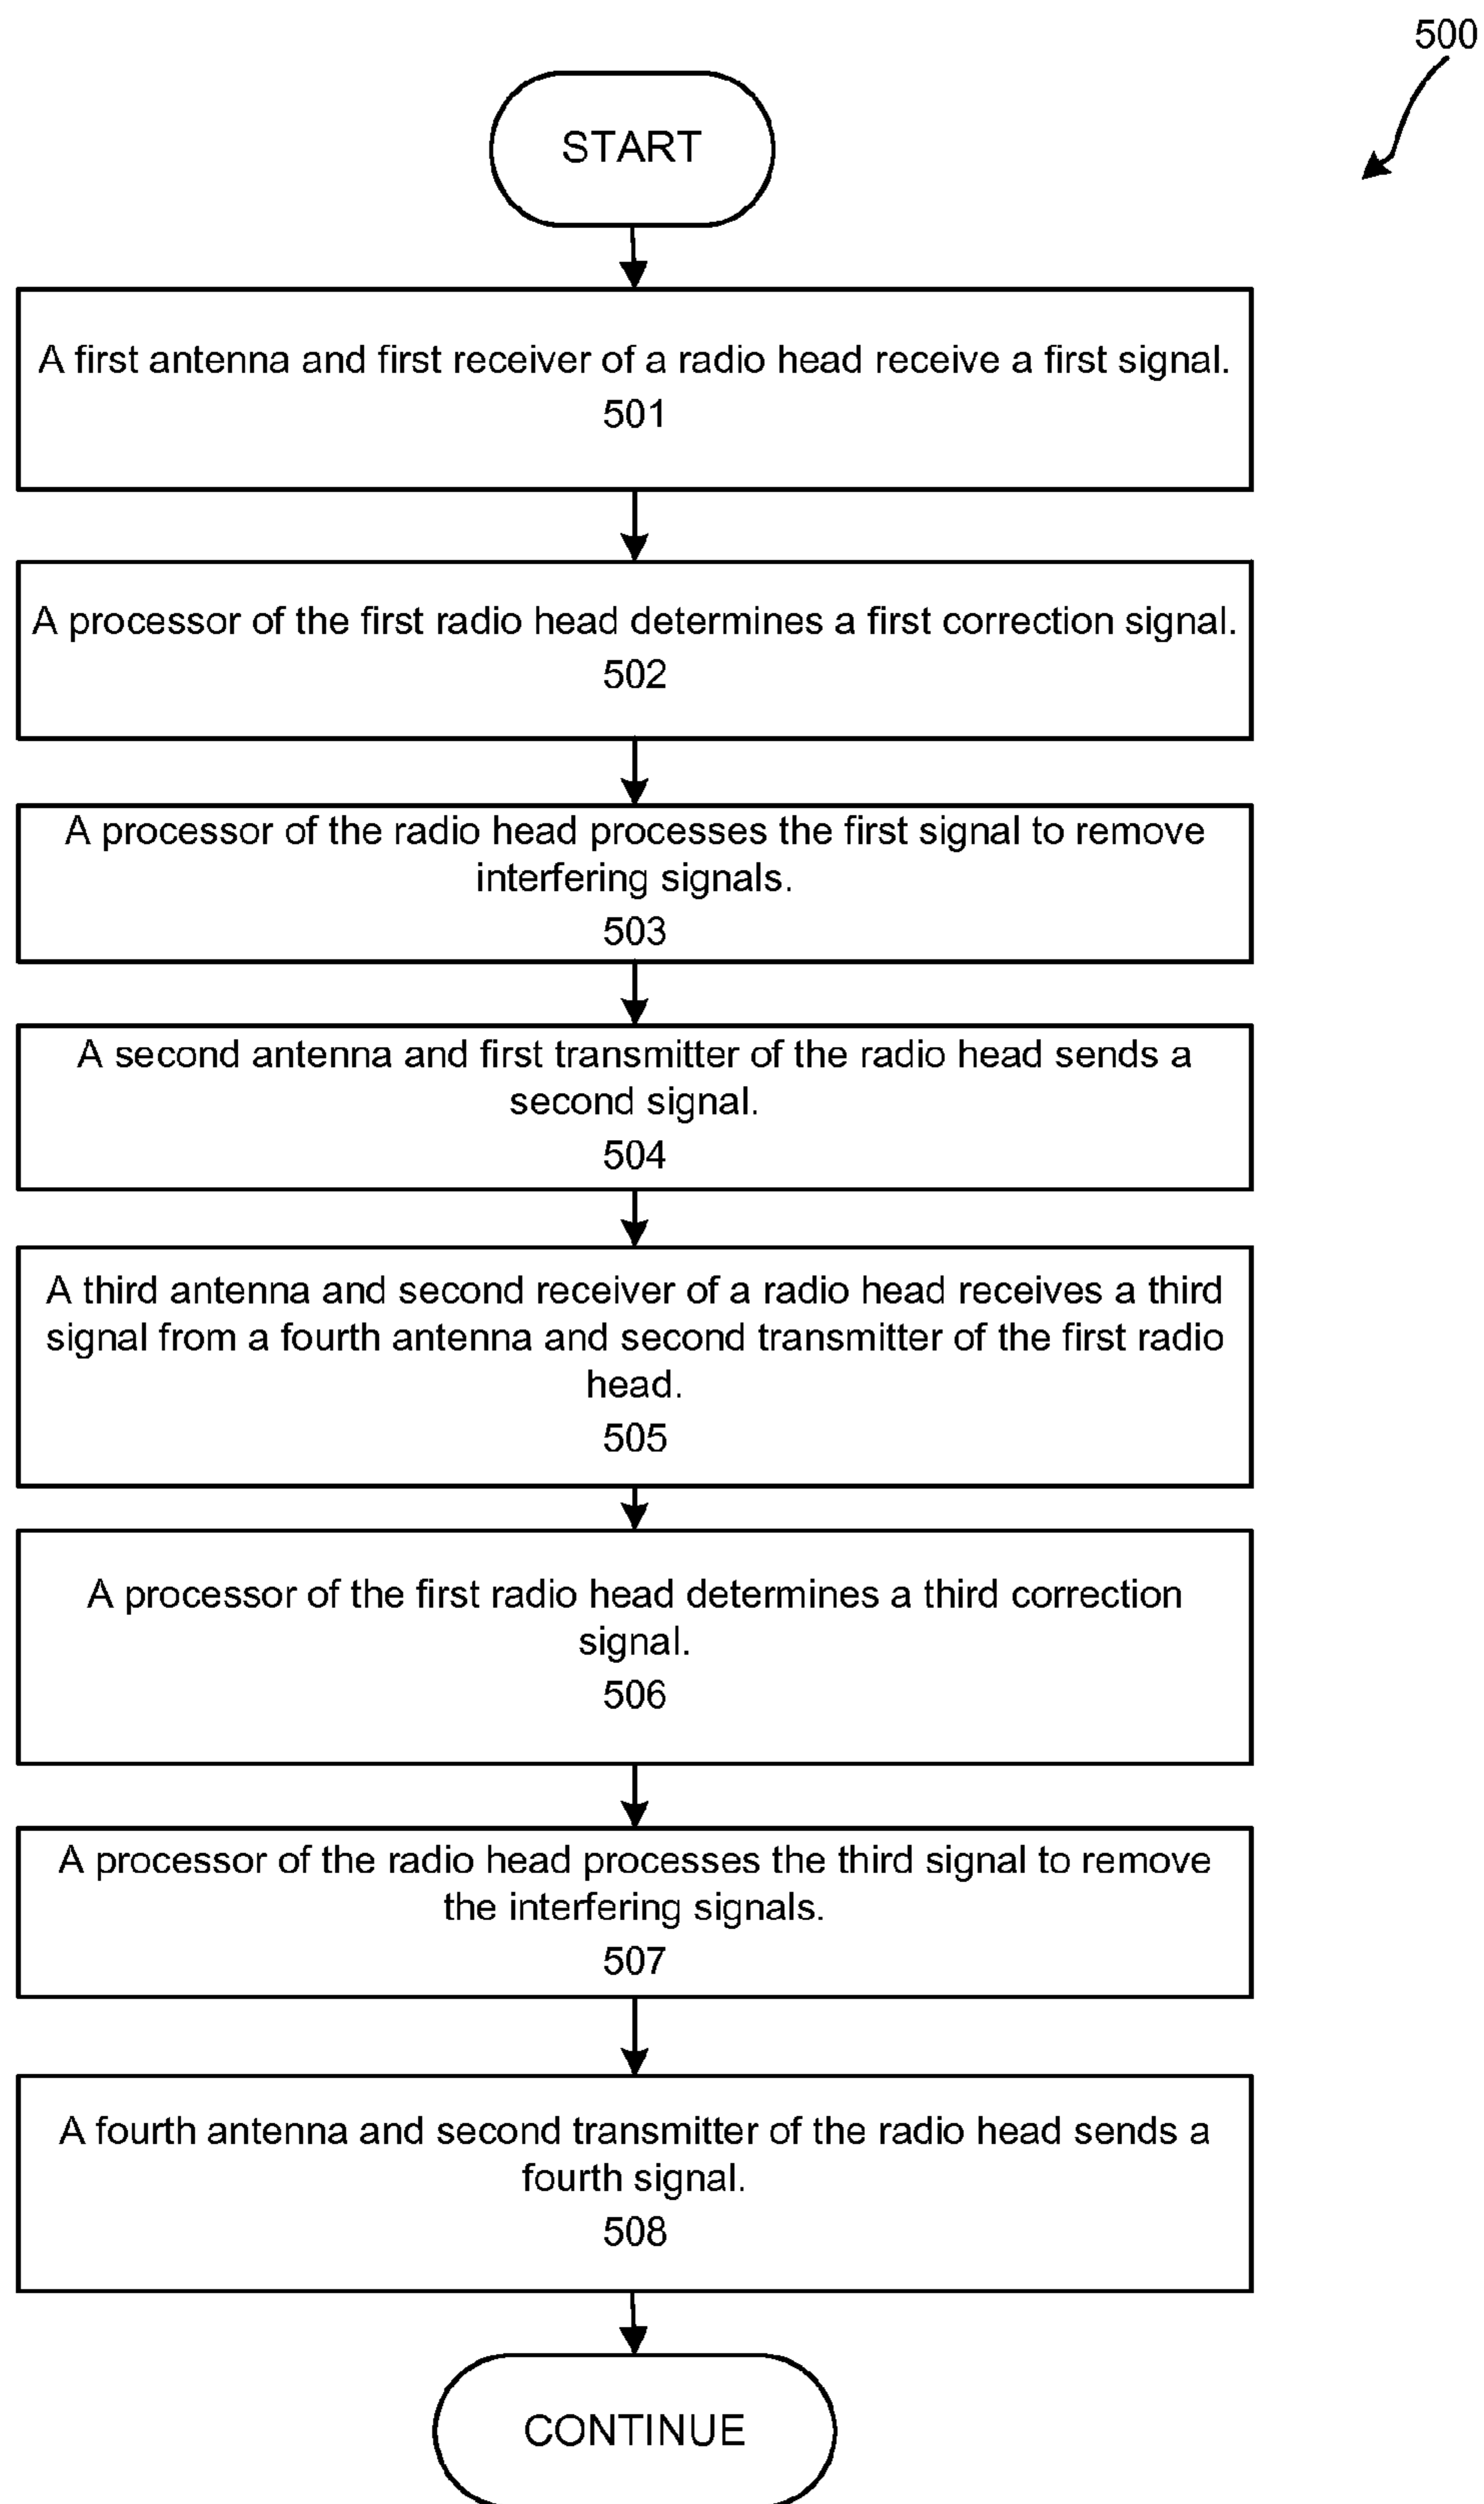 500
START
A first antenna and first receiver of a radio head receive a first signal.
501
A processor of the first radio head determines a first correction signal.
502
A processor of the radio head processes the first signal to remove
interfering signals.
503
A second antenna and first transmitter of the radio head sends a
second signal.
504
A third antenna and second receiver of a radio head receives a third
signal from a fourth antenna and second transmitter of the first radio
head.
505
A processor of the first radio head determines a third correction
signal.
506
A processor of the radio head processes the third signal to remove
the interfering signals.
507
A fourth antenna and second transmitter of the radio head sends a
fourth signal.
508
CONTINUE